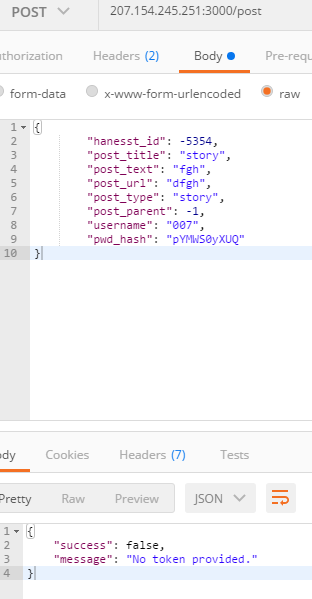 POST 207.154.245.251:3000/post
uthorization Headers (2) Body Pre-requ
form-data x-www-form-urlencoded raw
1 {
2 "hanesst_id": -5354,
3 "post_title": "story",
4 "post_text": "fgh",
5 "post_url": "dfgh",
6 "post_type": "story",
7 "post_parent": -1,
8 "username": "007",
9 "pwd_hash": "pYMWS0yXUQ"
10 }
ody Cookies Headers (7) Tests
Pretty Raw Preview JSON
1 {
2 "success": false,
3 "message": "No token provided."
4 }